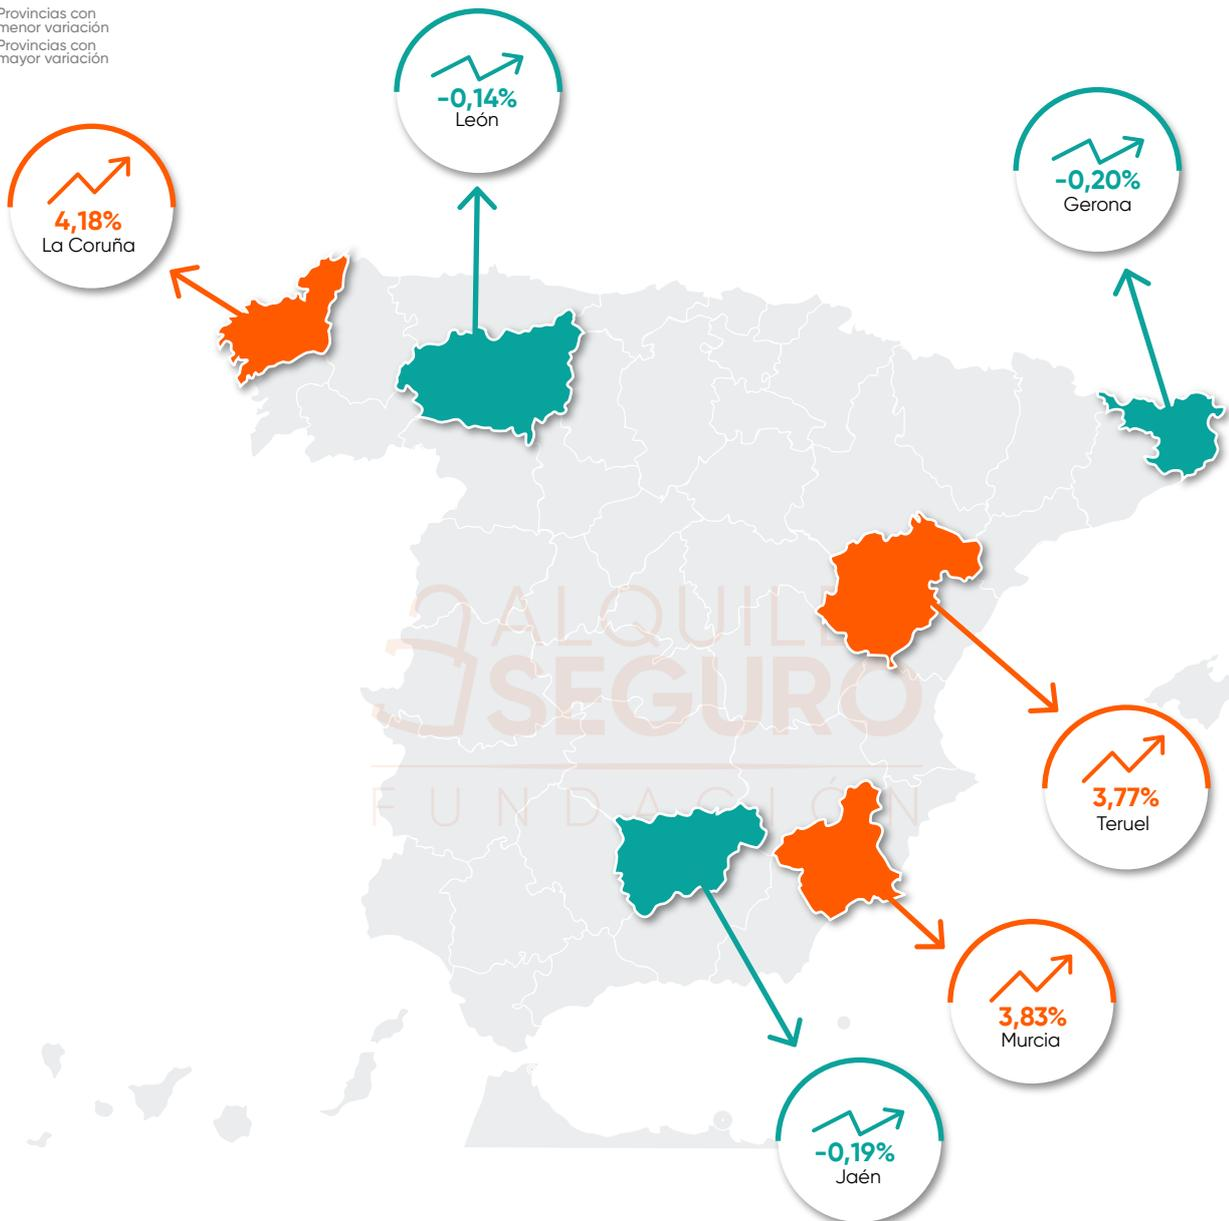 Provincias con
menor variación
Provincias con
mayor variación
-0,14%
León
-0,20%
Gerona
4,18%
La Coruña
ALQUILE
SEGURO
FUNDACIÓN
3,77%
Teruel
3,83%
Murcia
-0,19%
Jaén